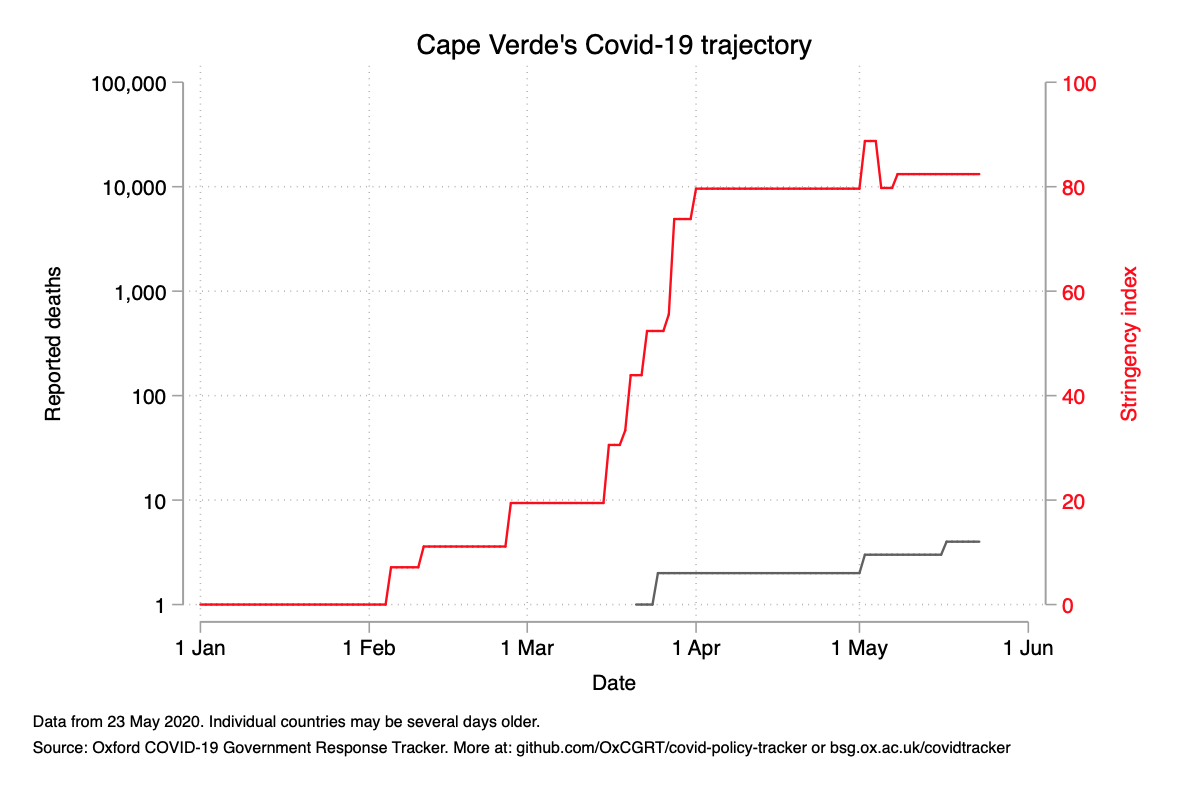 Cape Verde's Covid-19 trajectory
100,000
10,000
1,000
100
10
1
Reported deaths
100
80
60
40
20
0
Stringency index
1 Jan
1 Feb
1 Mar
1 Apr
1 May
1 Jun
Date
Data from 23 May 2020. Individual countries may be several days older.
Source: Oxford COVID-19 Government Response Tracker. More at: github.com/OxCGRT/covid-policy-tracker or bsg.ox.ac.uk/covidtracker